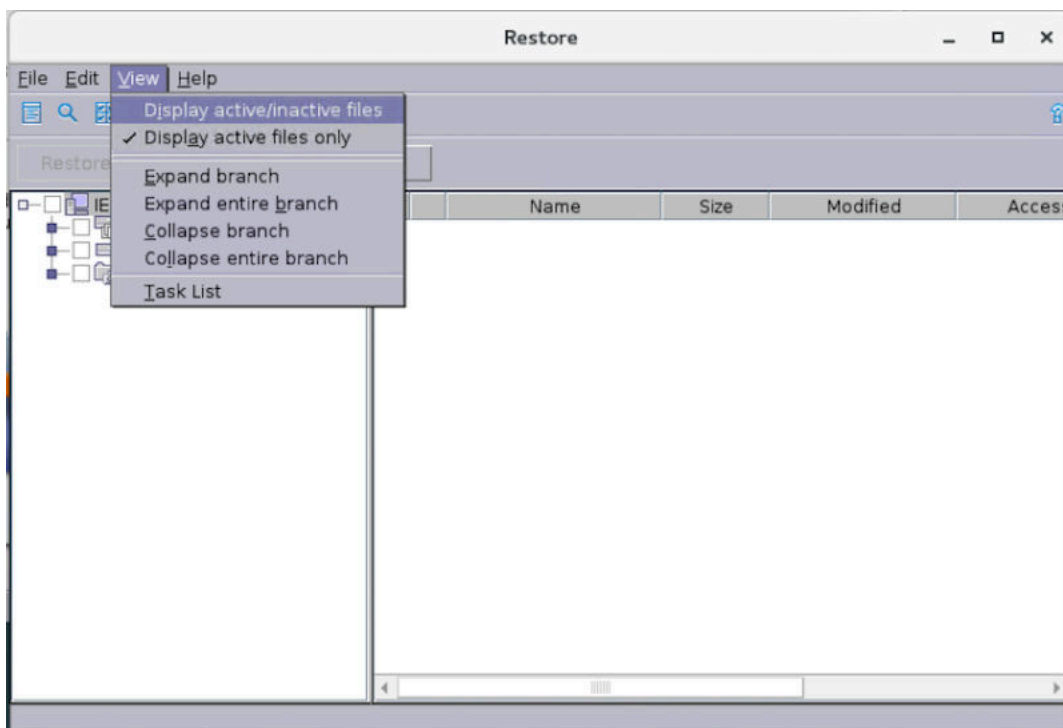 Restore
File Edit View Help
Display active/inactive files
✓ Display active files only
Restore
Expand branch
Expand entire branch
Collapse branch
Collapse entire branch
Task List
IE
Name Size Modified Acces